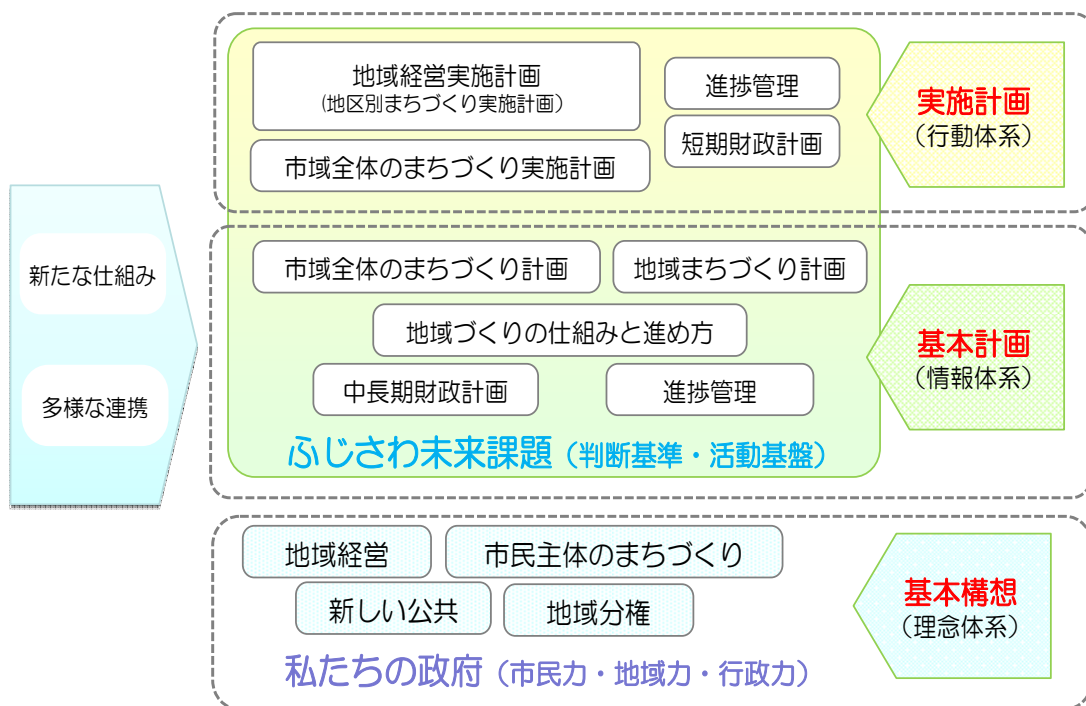 地域経営実施計画
(地区別まちづくり実施計画)
進捗管理
短期財政計画
市域全体のまちづくり実施計画
実施計画
(行動体系)
新たな仕組み
多様な連携
市域全体のまちづくり計画
地域まちづくり計画
地域づくりの仕組みと進め方
中長期財政計画
進捗管理
ふじさわ未来課題(判断基準・活動基盤)
基本計画
(情報体系)
地域経営
市民主体のまちづくり
新しい公共
地域分権
私たちの政府(市民力・地域力・行政力)
基本構想
(理念体系)